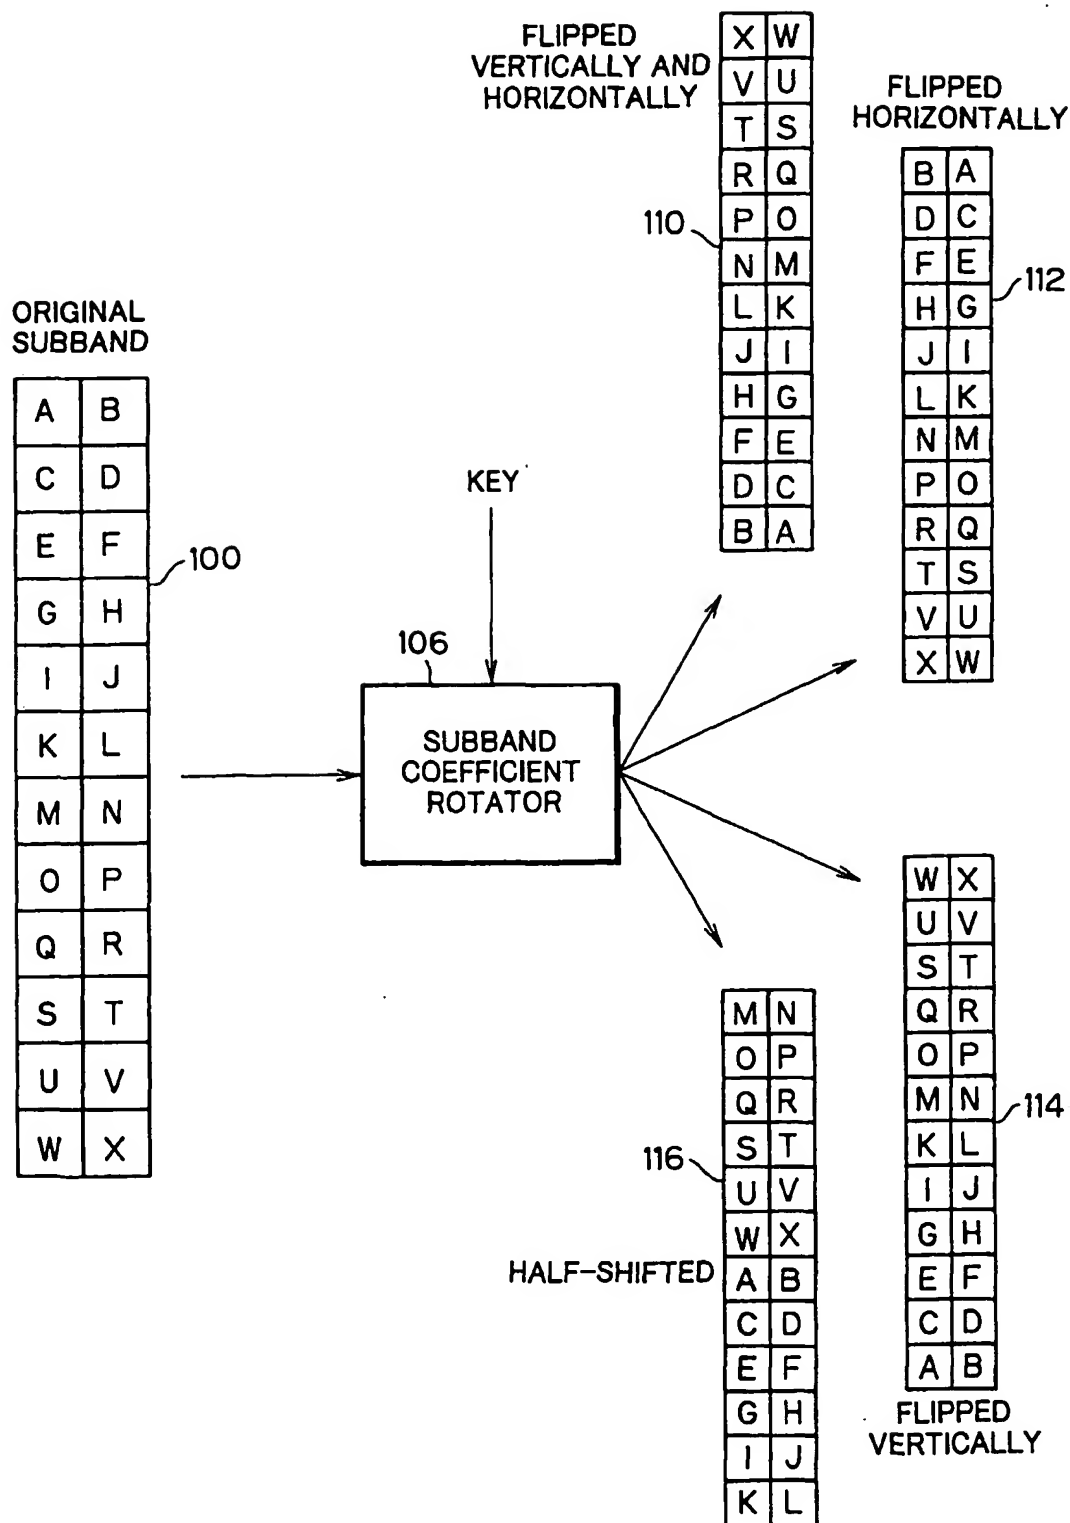 FLIPPED
VERTICALLY AND
HORIZONTALLY
X W
V U
T S
R Q
P O
N M
L K
J I
H G
F E
D C
B A
110
FLIPPED
HORIZONTALLY
B A
D C
F E
H G
J I
L K
N M
P O
R Q
T S
V U
X W
112
ORIGINAL
SUBBAND
A B
C D
E F
G H
I J
K L
M N
O P
Q R
S T
U V
W X
100
KEY
106
SUBBAND
COEFFICIENT
ROTATOR
W X
U V
S T
Q R
O P
M N
K L
I J
G H
E F
C D
A B
114
FLIPPED
VERTICALLY
M N
O P
Q R
S T
U V
W X
A B
C D
E F
G H
I J
K L
116
HALF-SHIFTED